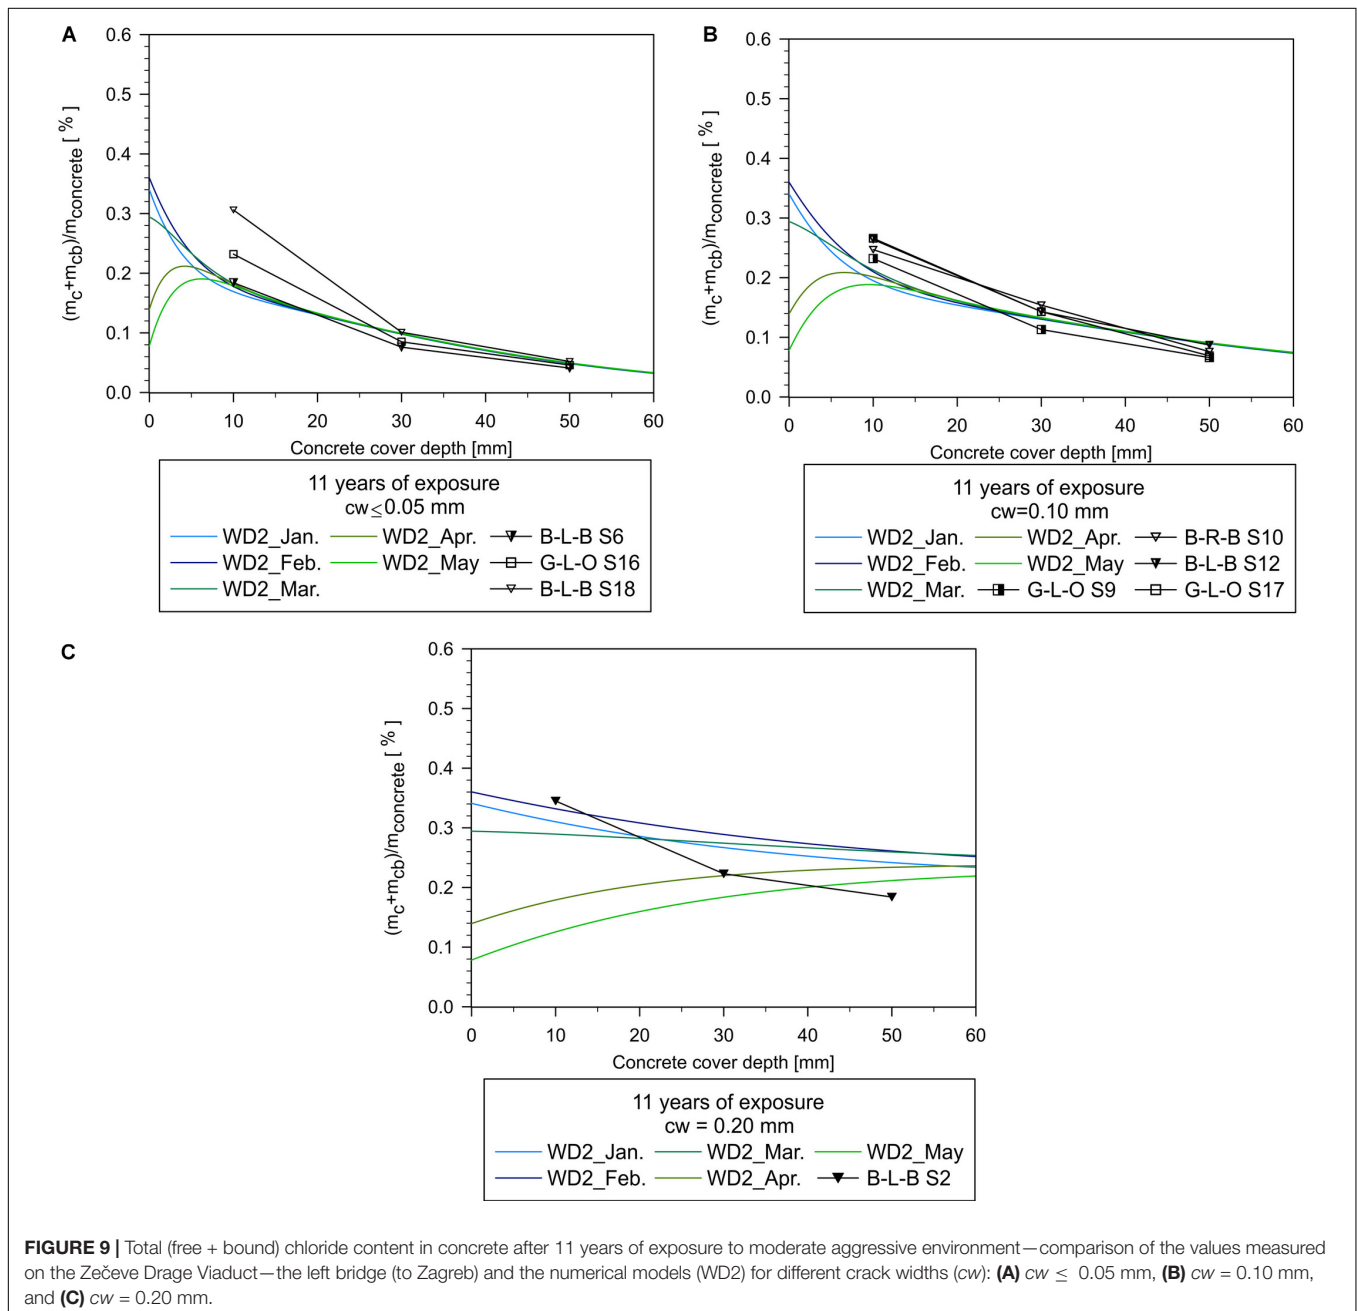 A
(mc+mcb)/mconcrete [ % ]
0.6
0.5
0.4
0.3
0.2
0.1
0.0
0 10 20 30 40 50 60
Concrete cover depth [mm]
11 years of exposure
cw ≤ 0.05 mm
WD2_Jan. WD2_Apr. B-L-B S6
WD2_Feb. WD2_May G-L-O S16
WD2_Mar. B-L-B S18
B
(mc+mcb)/mconcrete [ % ]
0.6
0.5
0.4
0.3
0.2
0.1
0.0
0 10 20 30 40 50 60
Concrete cover depth [mm]
11 years of exposure
cw=0.10 mm
WD2_Jan. WD2_Apr. B-R-B S10
WD2_Feb. WD2_May B-L-B S12
WD2_Mar. G-L-O S9 G-L-O S17
C
(mc+mcb)/mconcrete [ % ]
0.6
0.5
0.4
0.3
0.2
0.1
0.0
0 10 20 30 40 50 60
Concrete cover depth [mm]
11 years of exposure
cw = 0.20 mm
WD2_Jan. WD2_Mar. WD2_May
WD2_Feb. WD2_Apr. B-L-B S2
FIGURE 9 | Total (free + bound) chloride content in concrete after 11 years of exposure to moderate aggressive environment—comparison of the values measured
on the Zečeve Drage Viaduct—the left bridge (to Zagreb) and the numerical models (WD2) for different crack widths (cw): (A) cw ≤ 0.05 mm, (B) cw = 0.10 mm,
and (C) cw = 0.20 mm.